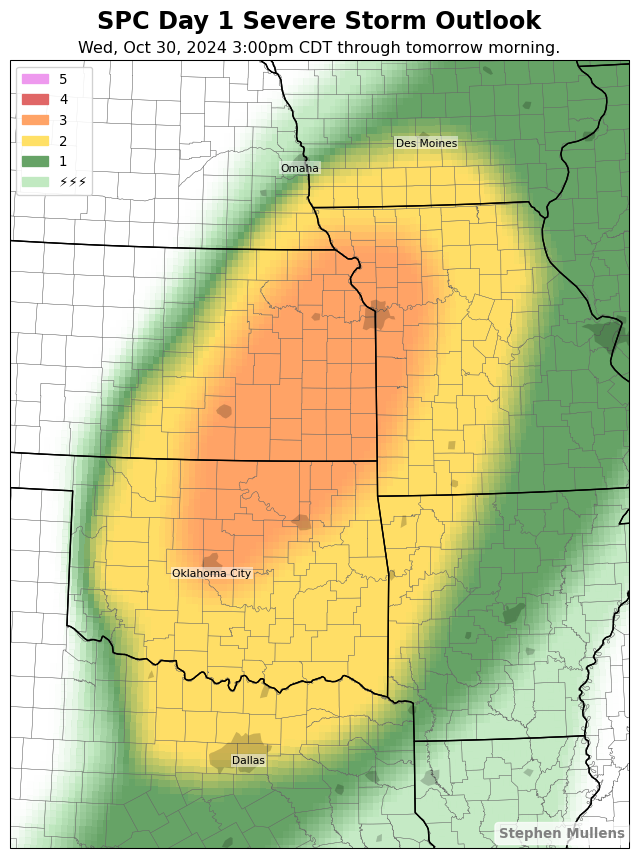 SPC Day 1 Severe Storm Outlook
Wed, Oct 30, 2024 3:00pm CDT through tomorrow morning.
5
4
3
2
1
⚡⚡⚡
Des Moines
Omaha
Oklahoma City
Dallas
Stephen Mullens